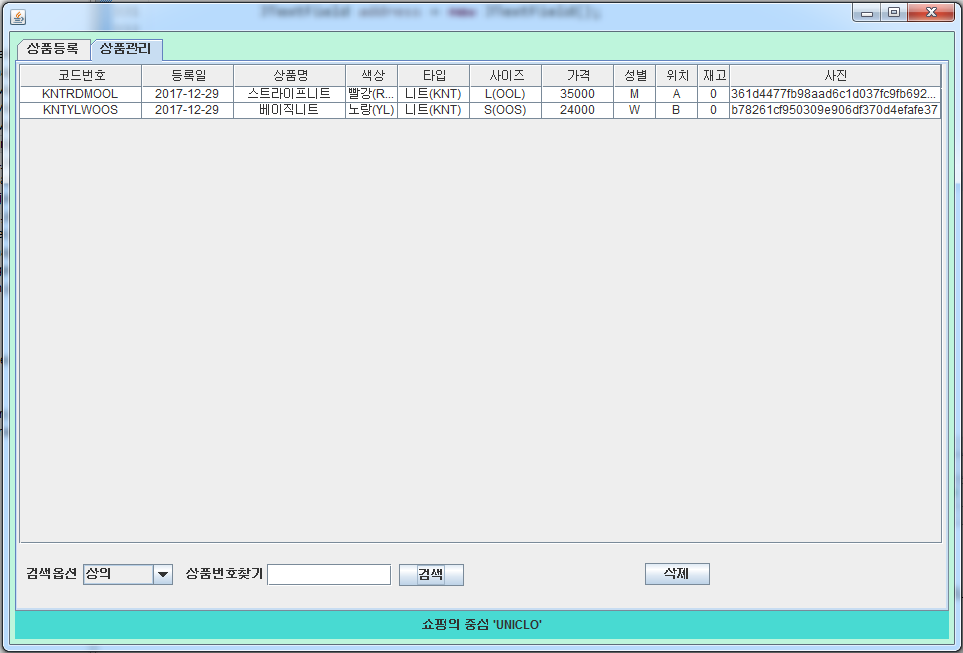 JTextField address = new JTextField();
상품등록 상품관리
코드번호 등록일 상품명 색상 타입 사이즈 가격 성별 위치 재고 사진
KNTRDMOOL 2017-12-29 스트라이프니트 빨강(R... 니트(KNT) L(OOL) 35000 M A 0 361d4477fb98aad6c1d037fc9fb692...
KNTYLWOOS 2017-12-29 베이직니트 노랑(YL) 니트(KNT) S(OOS) 24000 W B 0 b78261cf950309e906df370d4efafe37
검색옵션 상의 상품번호찾기 검색 삭제
쇼핑의 중심 'UNICLO'